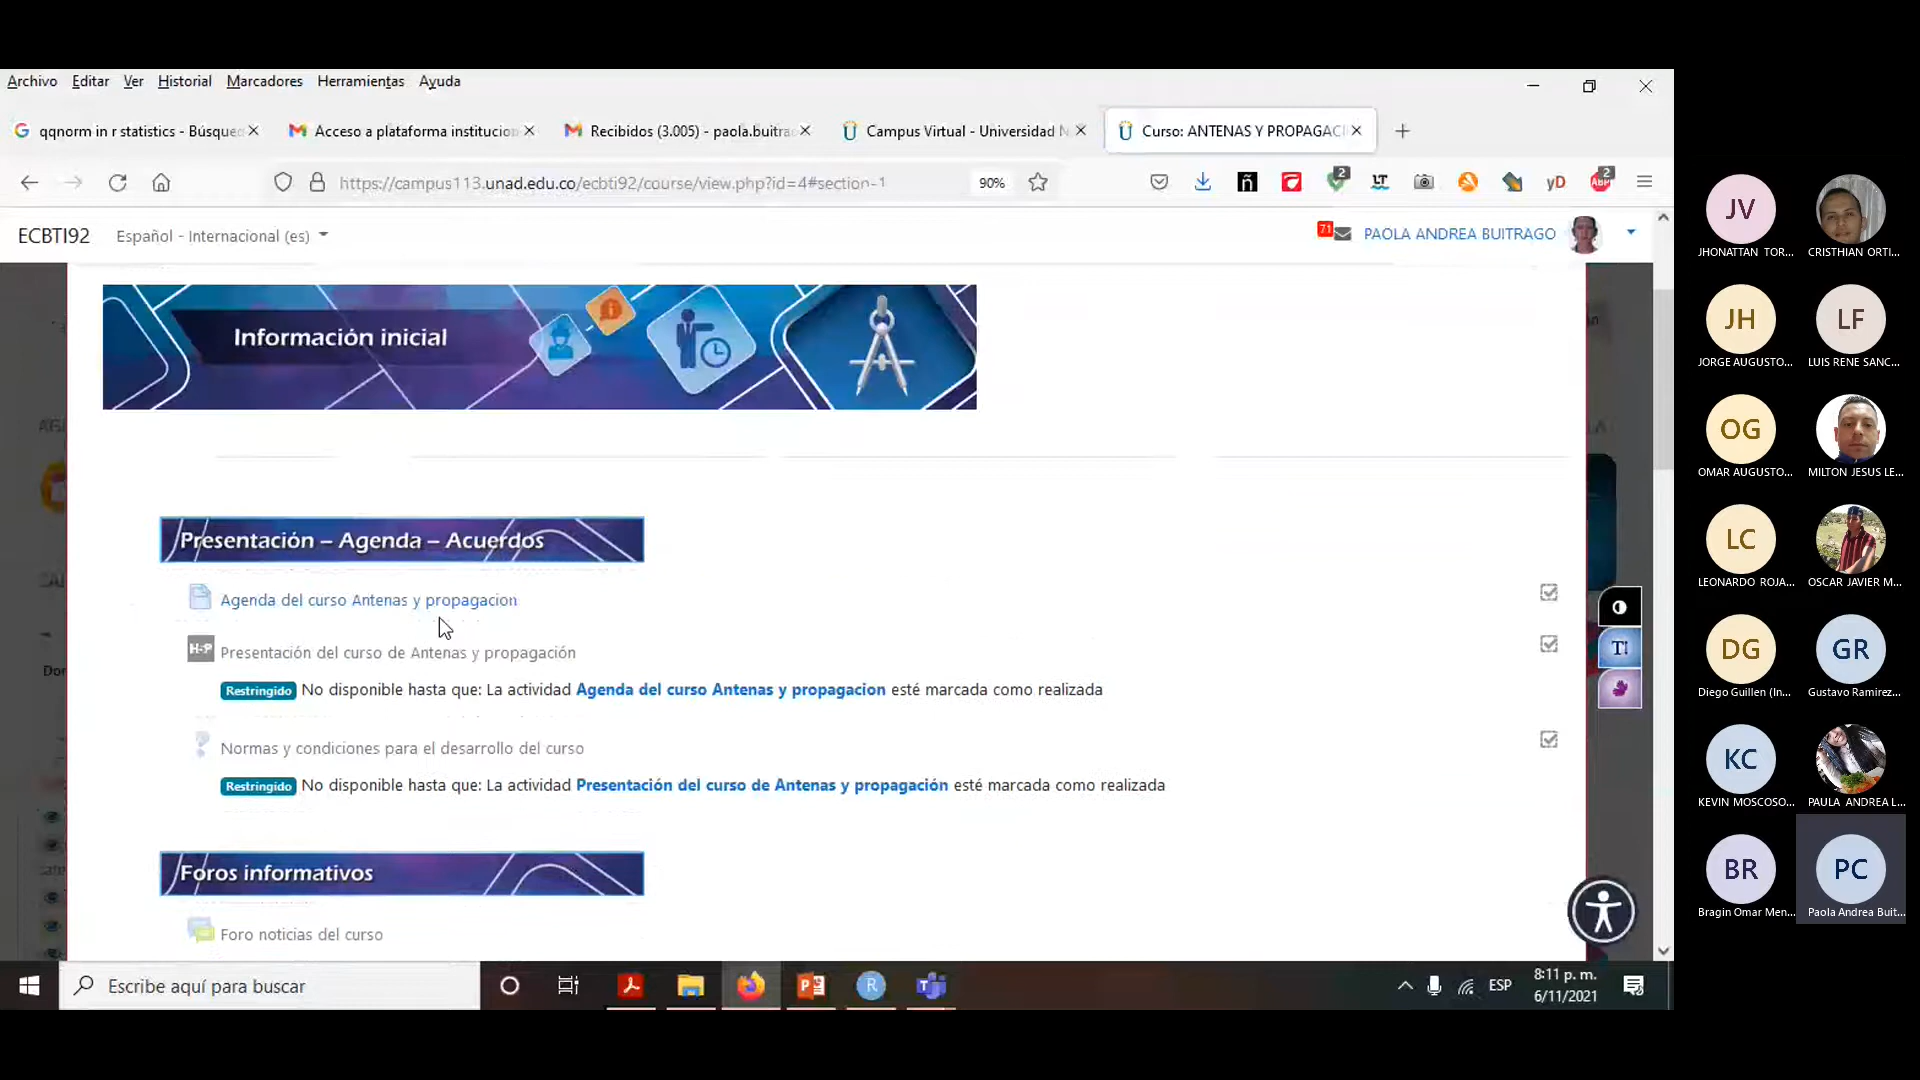 Archivo Editar Ver Historial Marcadores Herramientas Ayuda
qqnorm in r statistics - Búsque
Acceso a plataforma institucion
Recibidos (3.005) - paola.buitra
Campus Virtual - Universidad N
Curso: ANTENAS Y PROPAGACI
https://campus113.unad.edu.co/ecbti92/course/view.php?id=4#section-1
90%
ñ
2
LT
yD
ABP
2
ECBTI92
Español - Internacional (es)
71
PAOLA ANDREA BUITRAGO
Información inicial
Presentación – Agenda – Acuerdos
Agenda del curso Antenas y propagacion
H-P
Presentación del curso de Antenas y propagación
Restringido No disponible hasta que: La actividad Agenda del curso Antenas y propagacion esté marcada como realizada
Normas y condiciones para el desarrollo del curso
Restringido No disponible hasta que: La actividad Presentación del curso de Antenas y propagación esté marcada como realizada
Foros informativos
Foro noticias del curso
T!
Escribe aquí para buscar
R
ESP
8:11 p. m.
6/11/2021
JV
JHONATTAN TOR...
CRISTHIAN ORTI...
JH
JORGE AUGUSTO...
LF
LUIS RENE SANC...
OG
OMAR AUGUSTO...
MILTON JESUS LE...
LC
LEONARDO ROJA...
OSCAR JAVIER M...
DG
Diego Guillen (In...
GR
Gustavo Ramirez...
KC
KEVIN MOSCOSO...
PAULA ANDREA L...
BR
Bragin Omar Men...
PC
Paola Andrea Buit...